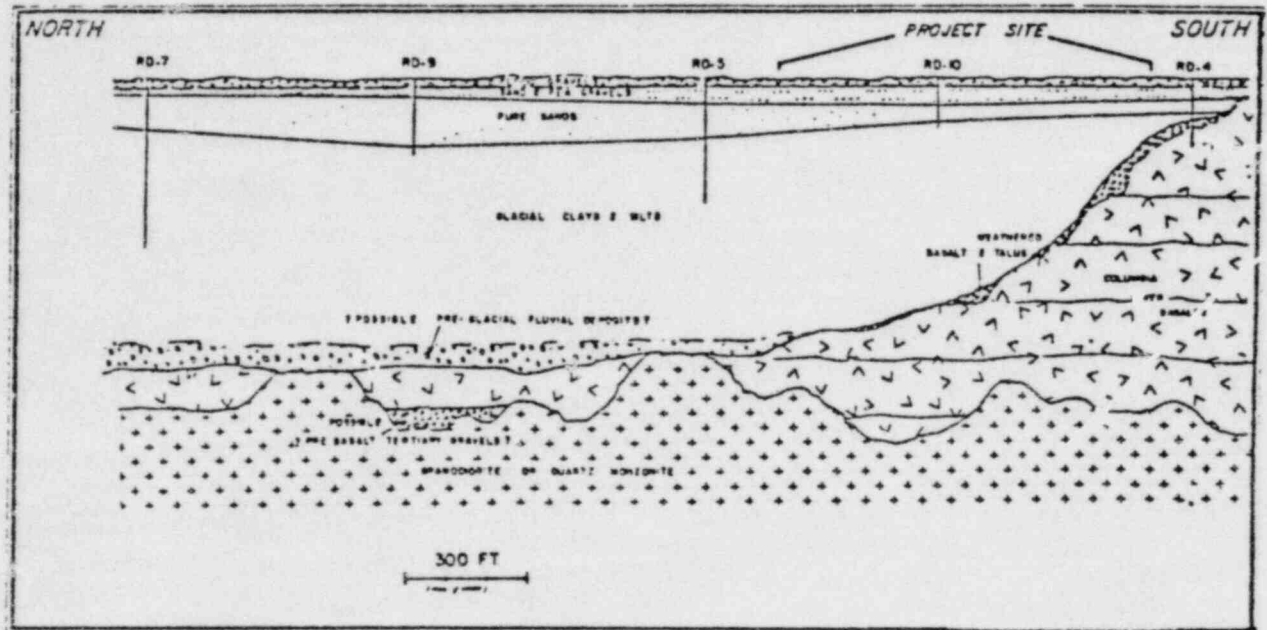 NORTH
PROJECT SITE
SOUTH
RD-7
RD-9
RD-5
RD-10
RD-4
PURE SANDS
GLACIAL CLAYS & SILTS
WEATHERED
BASALT & TALUS
COLUMBIA
BASALT
? POSSIBLE PRE-GLACIAL FLUVIAL DEPOSITS ?
POSSIBLE
? PRE BASALT TERTIARY GRAVELS ?
GRANODIORITE OR QUARTZ MONZONITE
300 FT.